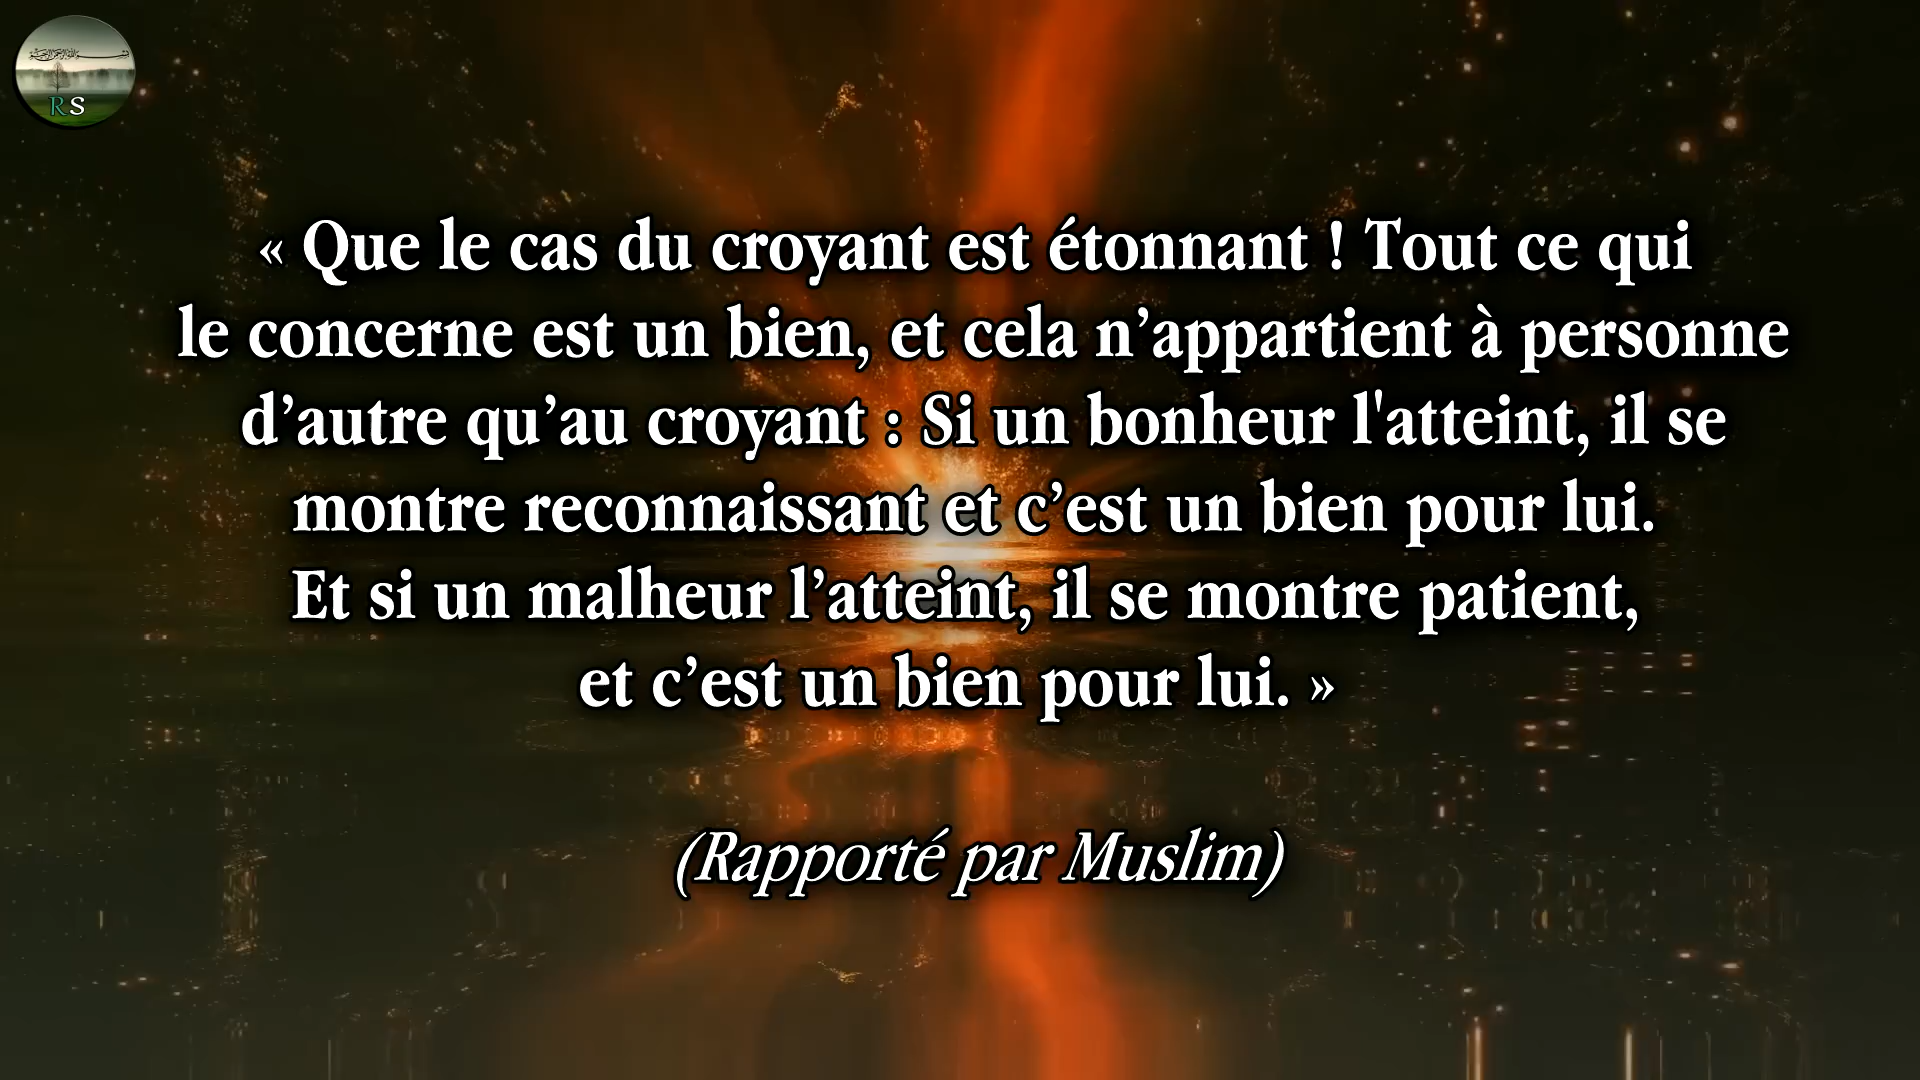 RS
« Que le cas du croyant est étonnant ! Tout ce qui
le concerne est un bien, et cela n’appartient à personne
d’autre qu’au croyant : Si un bonheur l'atteint, il se
montre reconnaissant et c’est un bien pour lui.
Et si un malheur l’atteint, il se montre patient,
et c’est un bien pour lui. »
(Rapporté par Muslim)